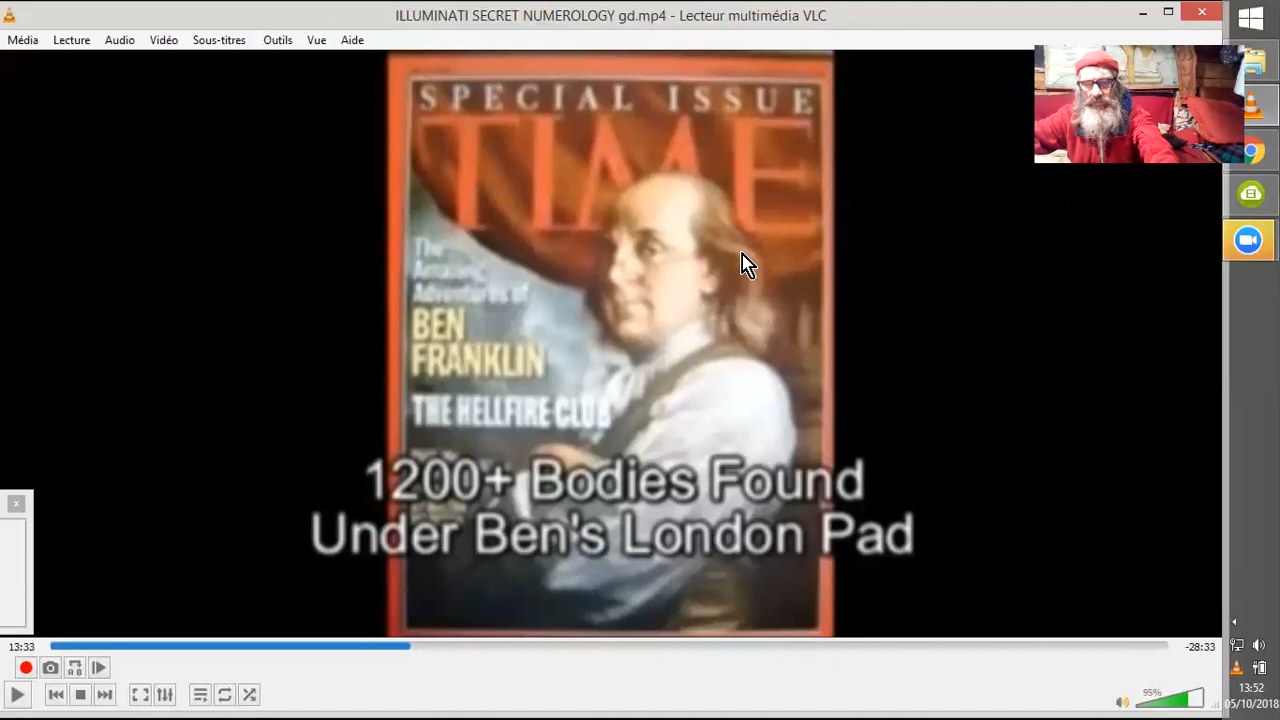 ILLUMINATI SECRET NUMEROLOGY gd.mp4 - Lecteur multimédia VLC
Média Lecture Audio Vidéo Sous-titres Outils Vue Aide
SPECIAL ISSUE
TIME
The
Amazing
Adventures of
BEN
FRANKLIN
THE HELLFIRE CLUB
1200+ Bodies Found
Under Ben's London Pad
13:33
-28:33
95%
13:52
05/10/2018